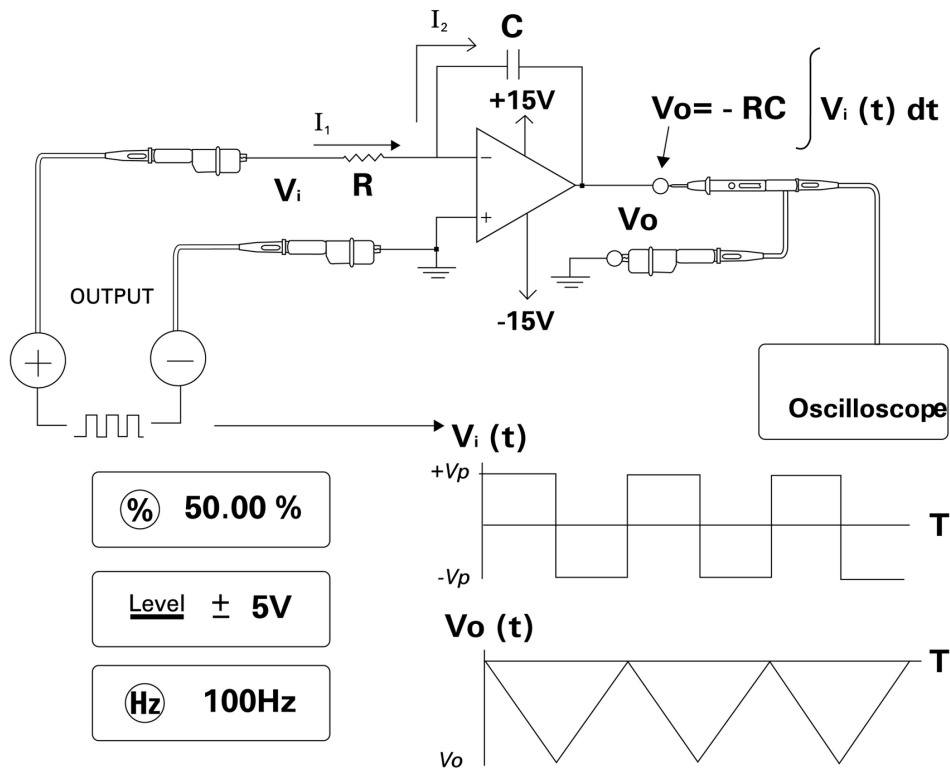 I₂
C
+15V
Vo= - RC ∫ Vᵢ (t) dt
I₁
−
Vᵢ
R
+
Vo
OUTPUT
-15V
+
−
Oscilloscope
Vᵢ (t)
+Vp
% 50.00 %
T
-Vp
Level ± 5V
Vo (t)
T
Hz 100Hz
Vo